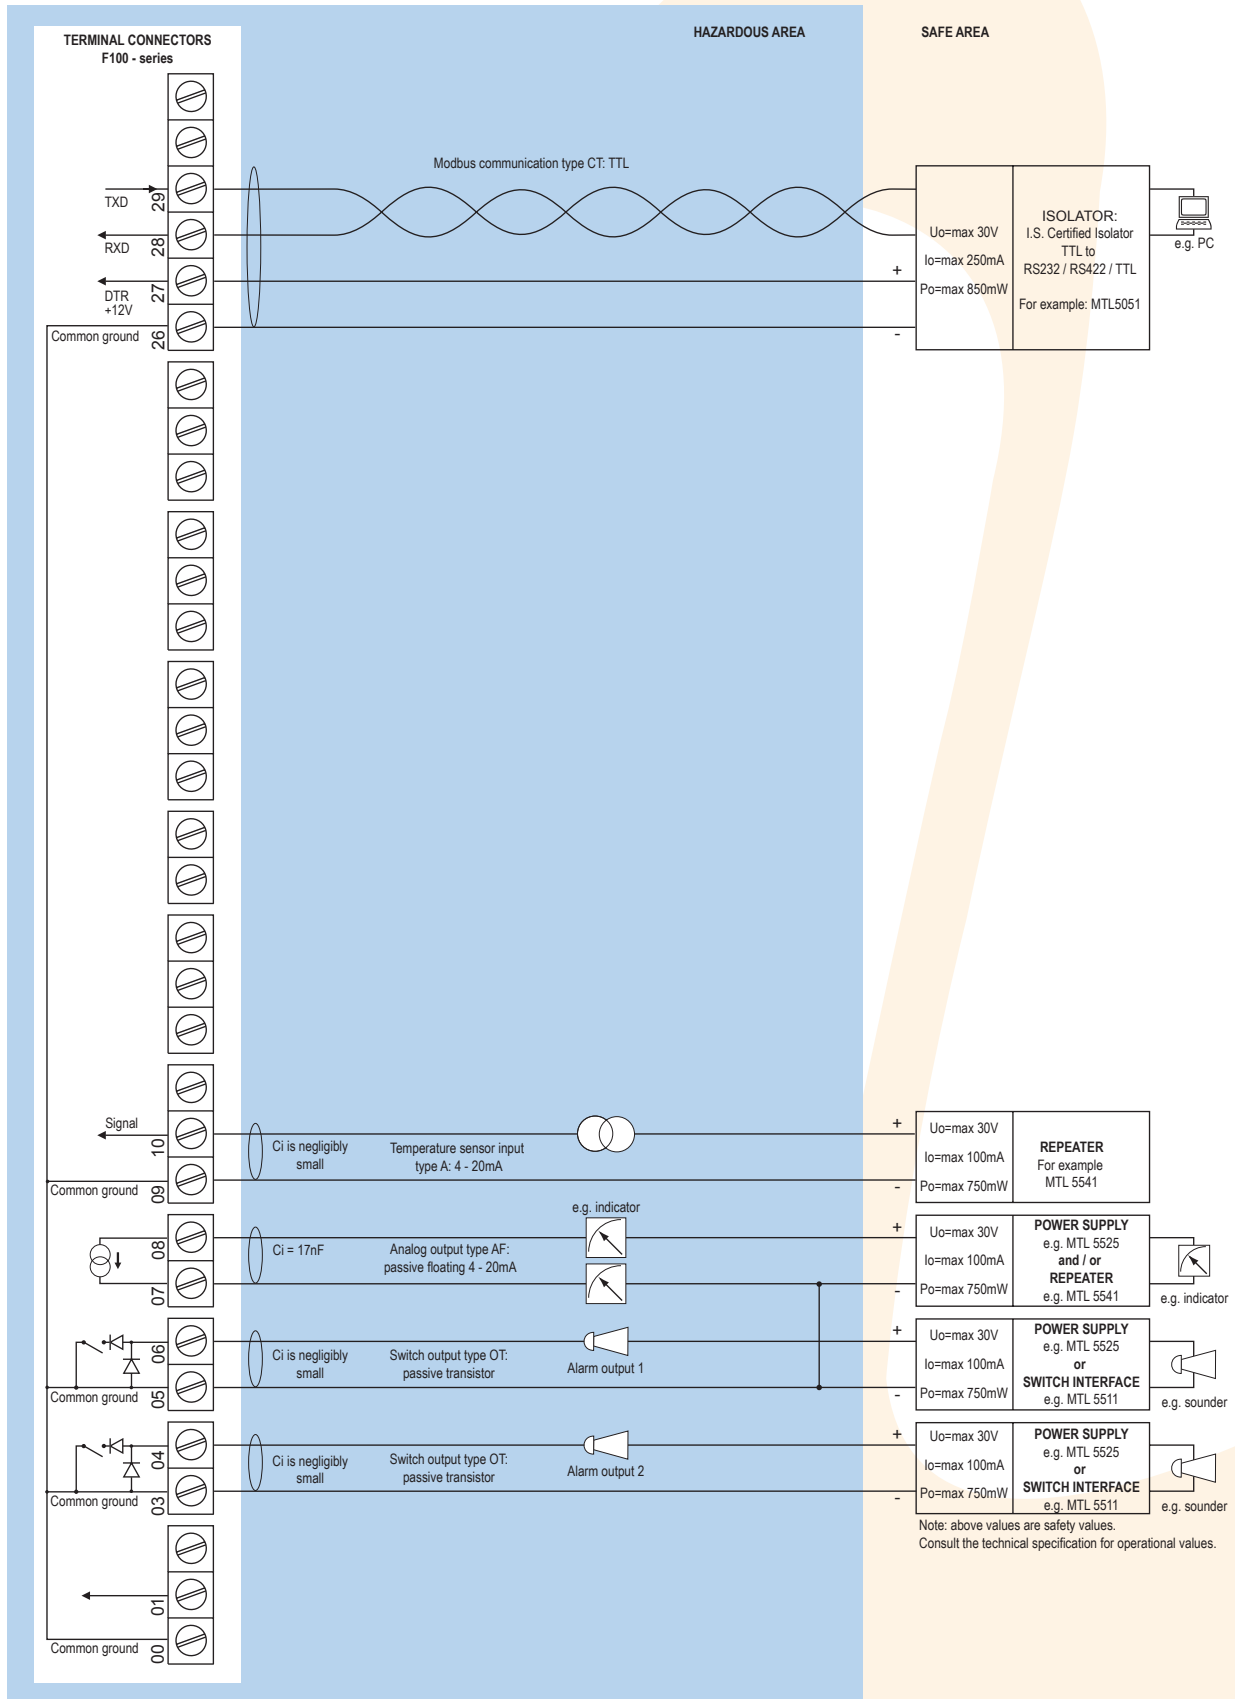 TERMINAL CONNECTORS
F100 - series
HAZARDOUS AREA
SAFE AREA
Modbus communication type CT: TTL
TXD
29
RXD
28
DTR
+12V
27
Common ground
26
+
-
Uo=max 30V
Io=max 250mA
Po=max 850mW
ISOLATOR:
I.S. Certified Isolator
TTL to
RS232 / RS422 / TTL
For example: MTL5051
e.g. PC
Signal
10
Common ground
09
Ci is negligibly
small
Temperature sensor input
type A: 4 - 20mA
+
-
Uo=max 30V
Io=max 100mA
Po=max 750mW
REPEATER
For example
MTL 5541
08
07
Ci = 17nF
Analog output type AF:
passive floating 4 - 20mA
e.g. indicator
+
-
Uo=max 30V
Io=max 100mA
Po=max 750mW
POWER SUPPLY
e.g. MTL 5525
and / or
REPEATER
e.g. MTL 5541
e.g. indicator
06
Common ground
05
Ci is negligibly
small
Switch output type OT:
passive transistor
Alarm output 1
+
-
Uo=max 30V
Io=max 100mA
Po=max 750mW
POWER SUPPLY
e.g. MTL 5525
or
SWITCH INTERFACE
e.g. MTL 5511
e.g. sounder
04
Common ground
03
Ci is negligibly
small
Switch output type OT:
passive transistor
Alarm output 2
+
-
Uo=max 30V
Io=max 100mA
Po=max 750mW
POWER SUPPLY
e.g. MTL 5525
or
SWITCH INTERFACE
e.g. MTL 5511
e.g. sounder
Note: above values are safety values.
Consult the technical specification for operational values.
01
Common ground
00